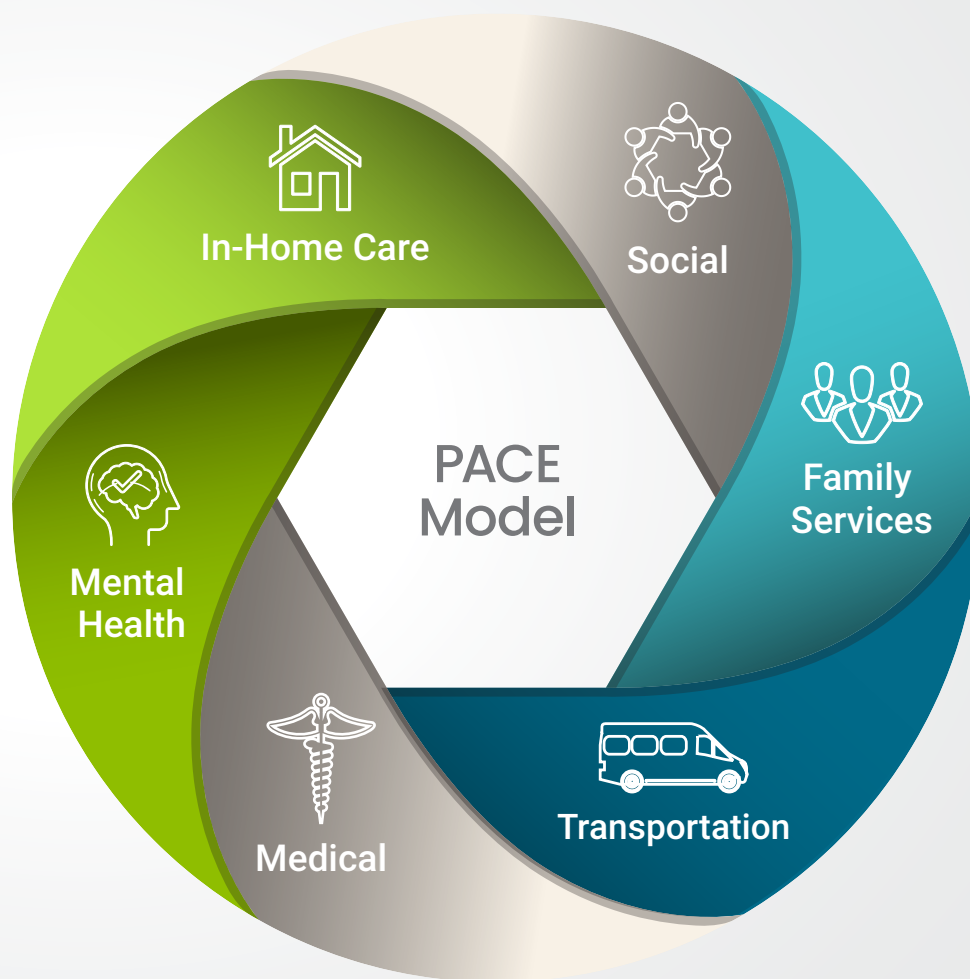 In-Home Care
Social
Family
Services
Transportation
Medical
Mental
Health
PACE
Model